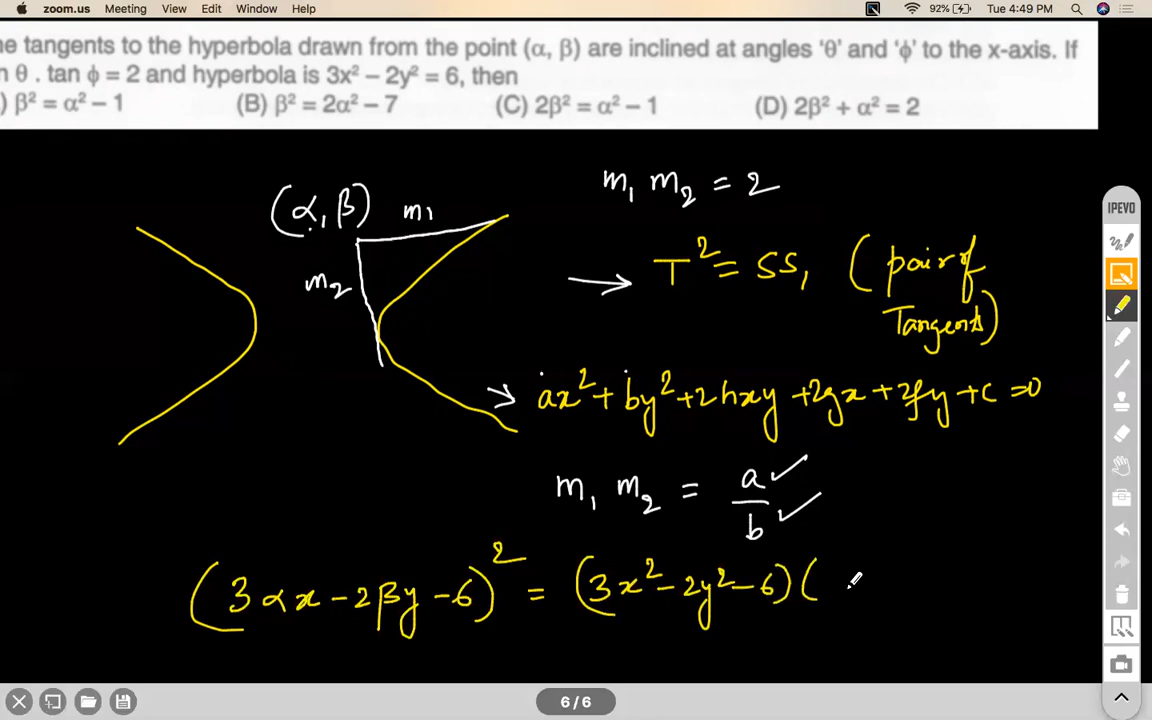 zoom.us Meeting View Edit Window Help 92% Tue 4:49 PM
e tangents to the hyperbola drawn from the point (α, β) are inclined at angles 'θ' and 'ϕ' to the x-axis. If
n θ . tan ϕ = 2 and hyperbola is 3x² – 2y² = 6, then
) β² = α² – 1 (B) β² = 2α² – 7 (C) 2β² = α² – 1 (D) 2β² + α² = 2
m₁ m₂ = 2
(α, β) m₁
m₂
→ T² = SS₁ (pair of
Tangents)
→ ax² + by² + 2hxy + 2gx + 2fy + c = 0
m₁ m₂ = a/b
(3αx – 2βy – 6)² = (3x² – 2y² – 6)(
IPEVO
6 / 6